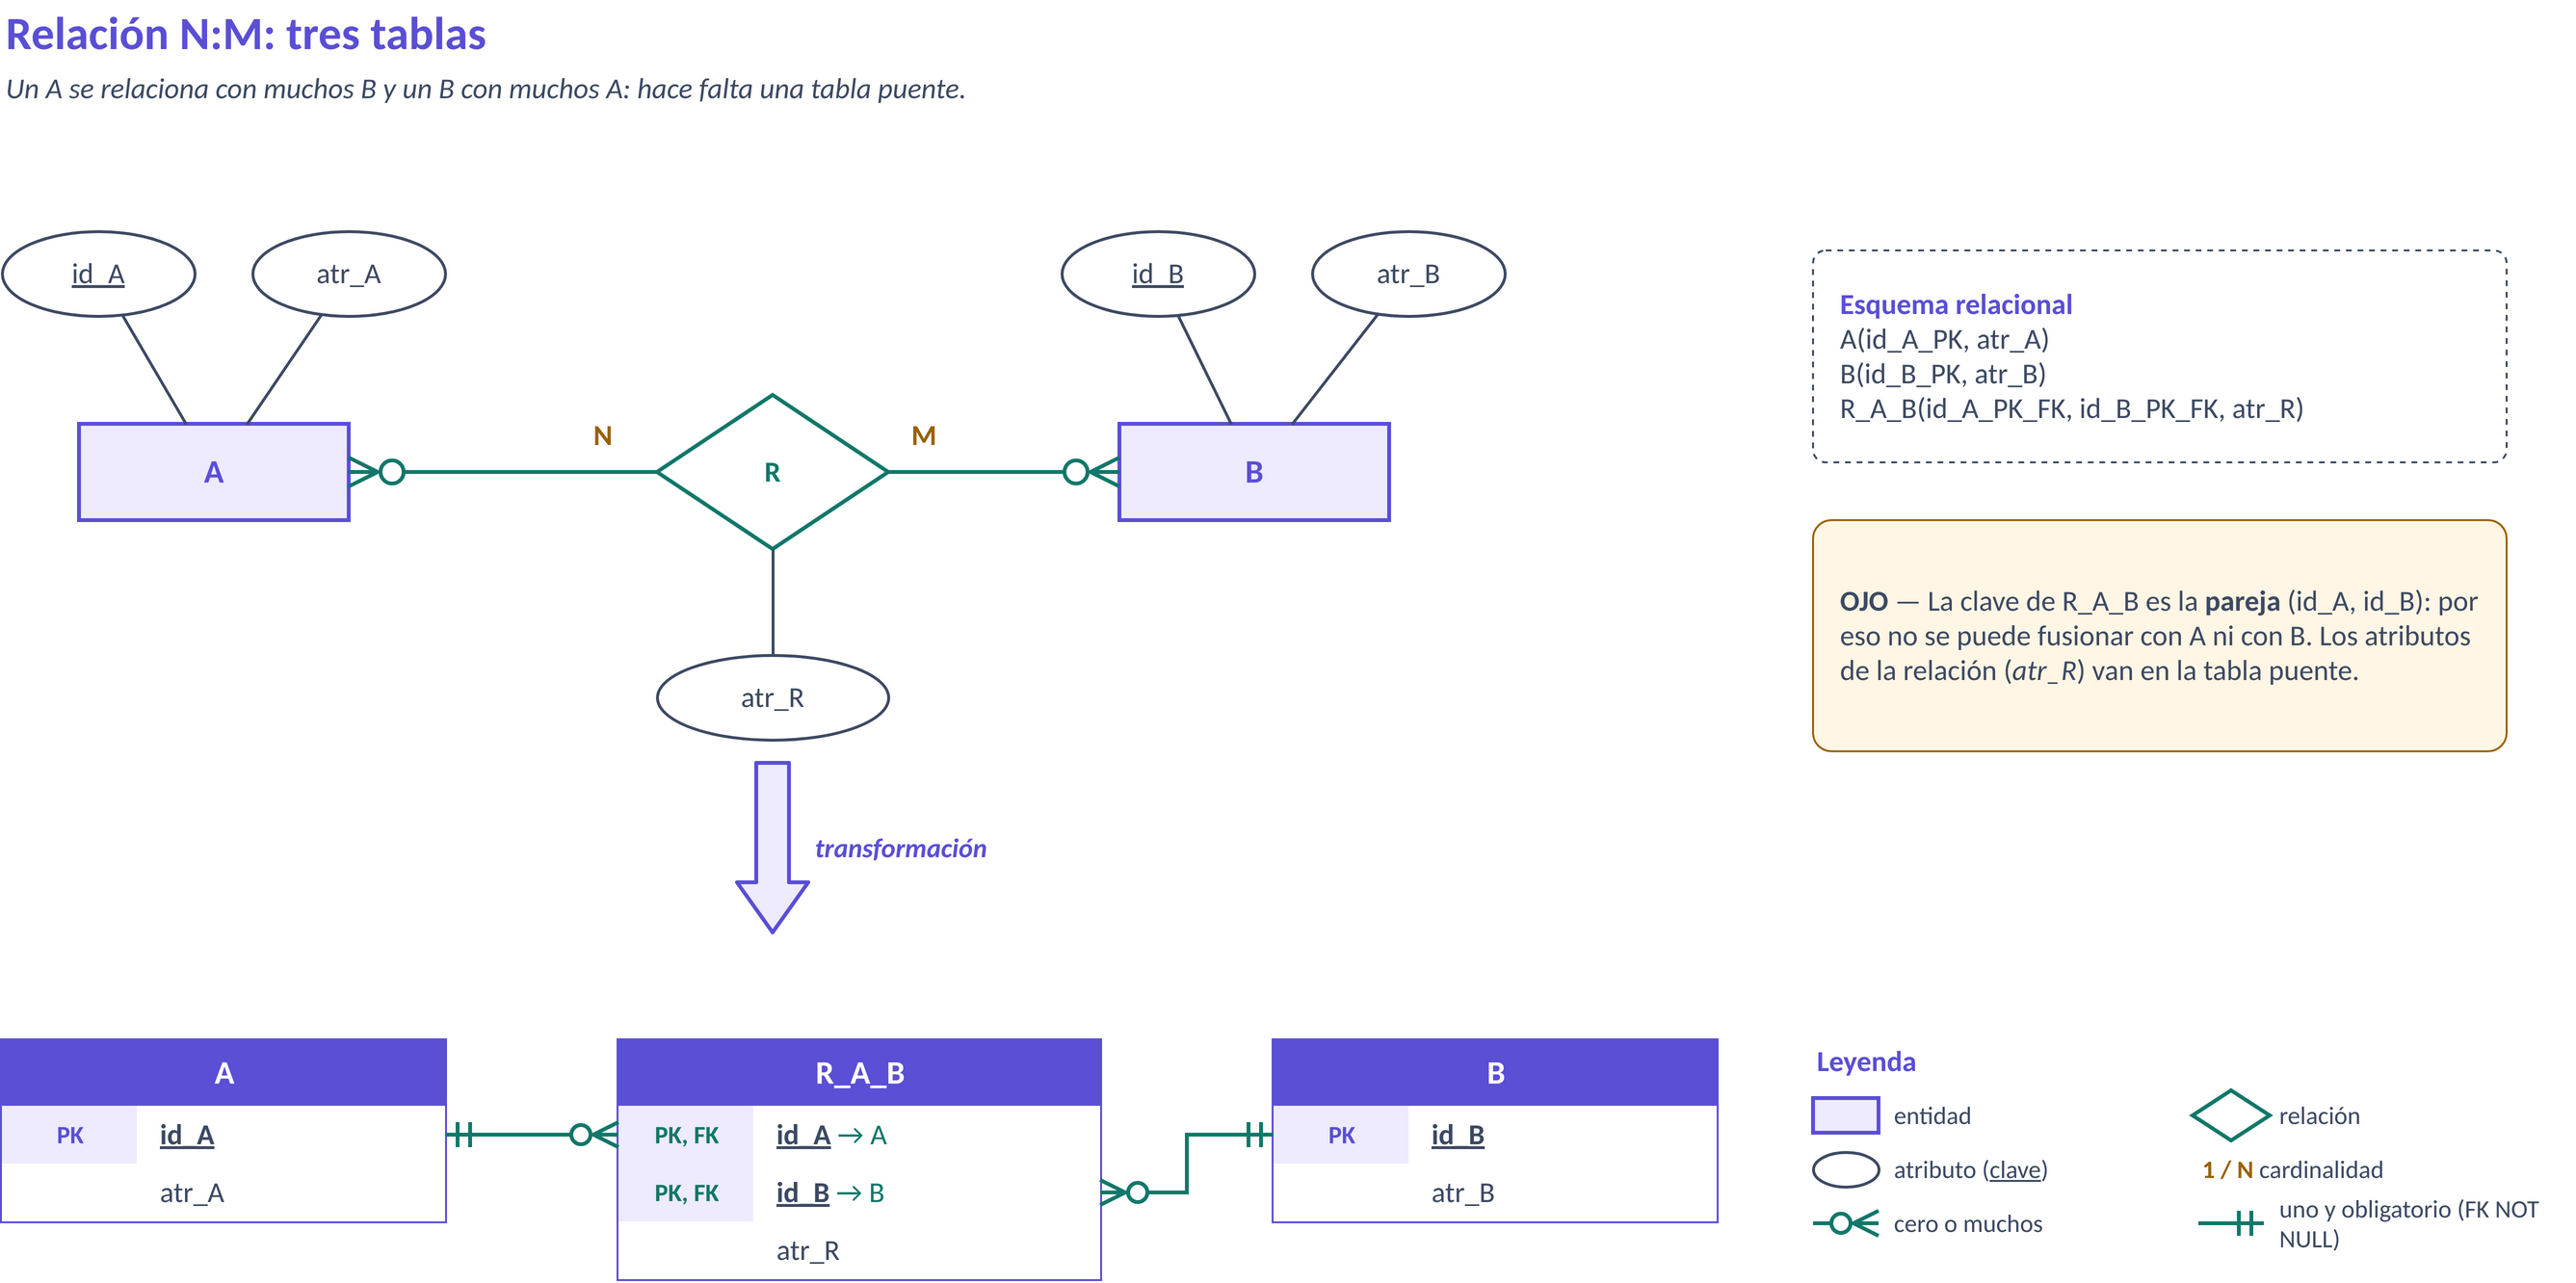 Relación N:M: tres tablas
Un A se relaciona con muchos B y un B con muchos A: hace falta una tabla puente.
id_A
atr_A
id_B
atr_B
A
N
R
M
B
atr_R
transformación
Esquema relacional
A(id_A_PK, atr_A)
B(id_B_PK, atr_B)
R_A_B(id_A_PK_FK, id_B_PK_FK, atr_R)
OJO — La clave de R_A_B es la pareja (id_A, id_B): por
eso no se puede fusionar con A ni con B. Los atributos
de la relación (atr_R) van en la tabla puente.
A
PK id_A
atr_A
R_A_B
PK, FK id_A → A
PK, FK id_B → B
atr_R
B
PK id_B
atr_B
Leyenda
entidad
relación
atributo (clave)
1 / N cardinalidad
cero o muchos
uno y obligatorio (FK NOT
NULL)